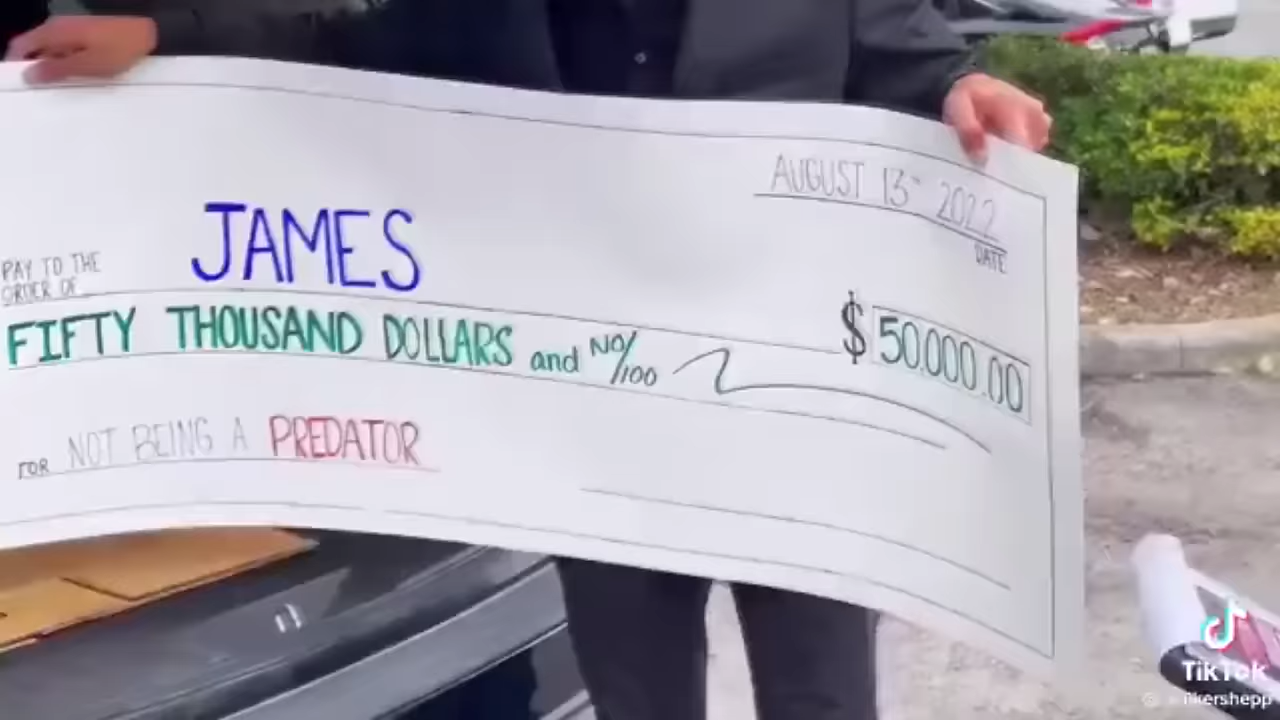 AUGUST 13TH 2022
DATE
PAY TO THE
ORDER OF
JAMES
FIFTY THOUSAND DOLLARS and NO/100
$ 50.000.00
FOR NOT BEING A PREDATOR
TikTok